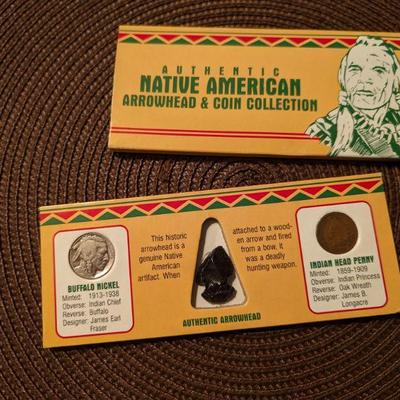 AUTHENTIC
NATIVE AMERICAN
ARROWHEAD & COIN COLLECTION
BUFFALO NICKEL
Minted: 1913-1938
Obverse: Indian Chief
Reverse: Buffalo
Designer: James Earl
Fraser
This historic
arrowhead is a
genuine Native
American
artifact. When
attached to a wood-
en arrow and fired
from a bow, it
was a deadly
hunting weapon.
AUTHENTIC ARROWHEAD
INDIAN HEAD PENNY
Minted: 1859-1909
Obverse: Indian Princess
Reverse: Oak Wreath
Designer: James B.
Longacre